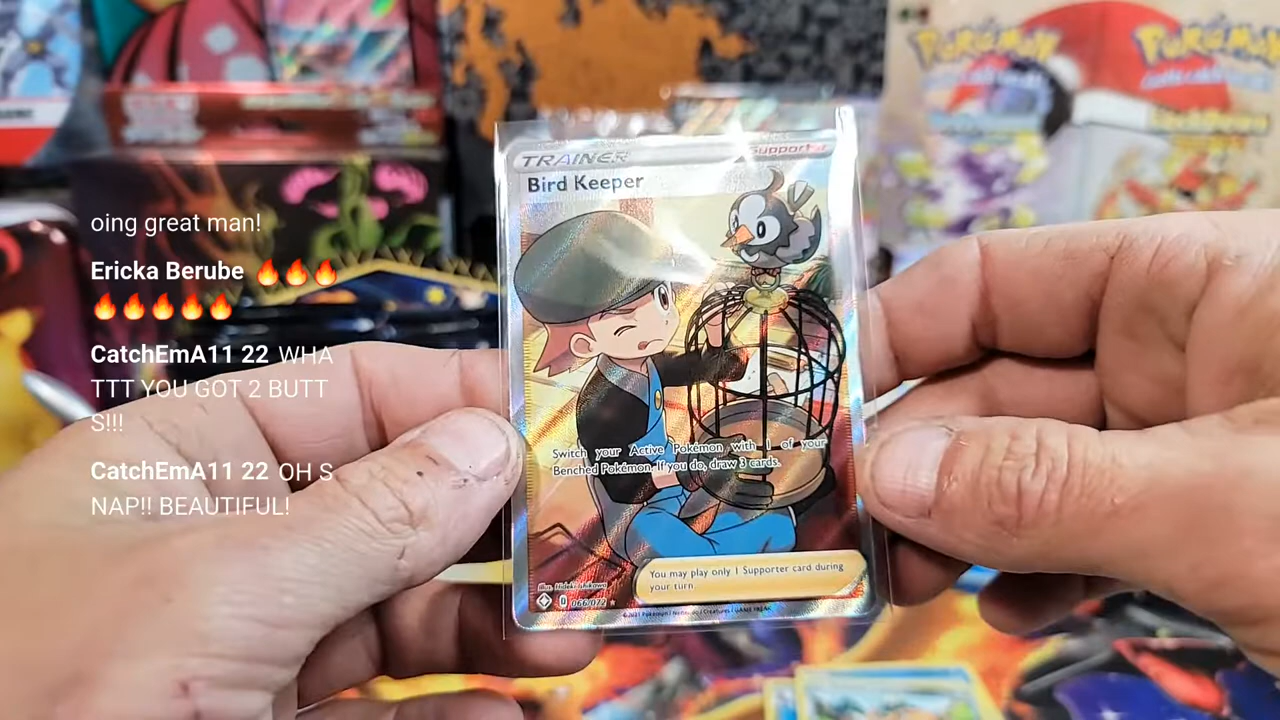 POKÉMON
POKÉMON
TRAINER
Supporter
Bird Keeper
oing great man!
Ericka Berube 🔥🔥🔥
🔥🔥🔥🔥🔥
CatchEmA11 22 WHA
TTT YOU GOT 2 BUTT
S!!!
CatchEmA11 22 OH S
NAP!! BEAUTIFUL!
Switch your Active Pokémon with 1 of your
Benched Pokémon. If you do, draw 3 cards.
You may play only 1 Supporter card during
your turn.
066/072